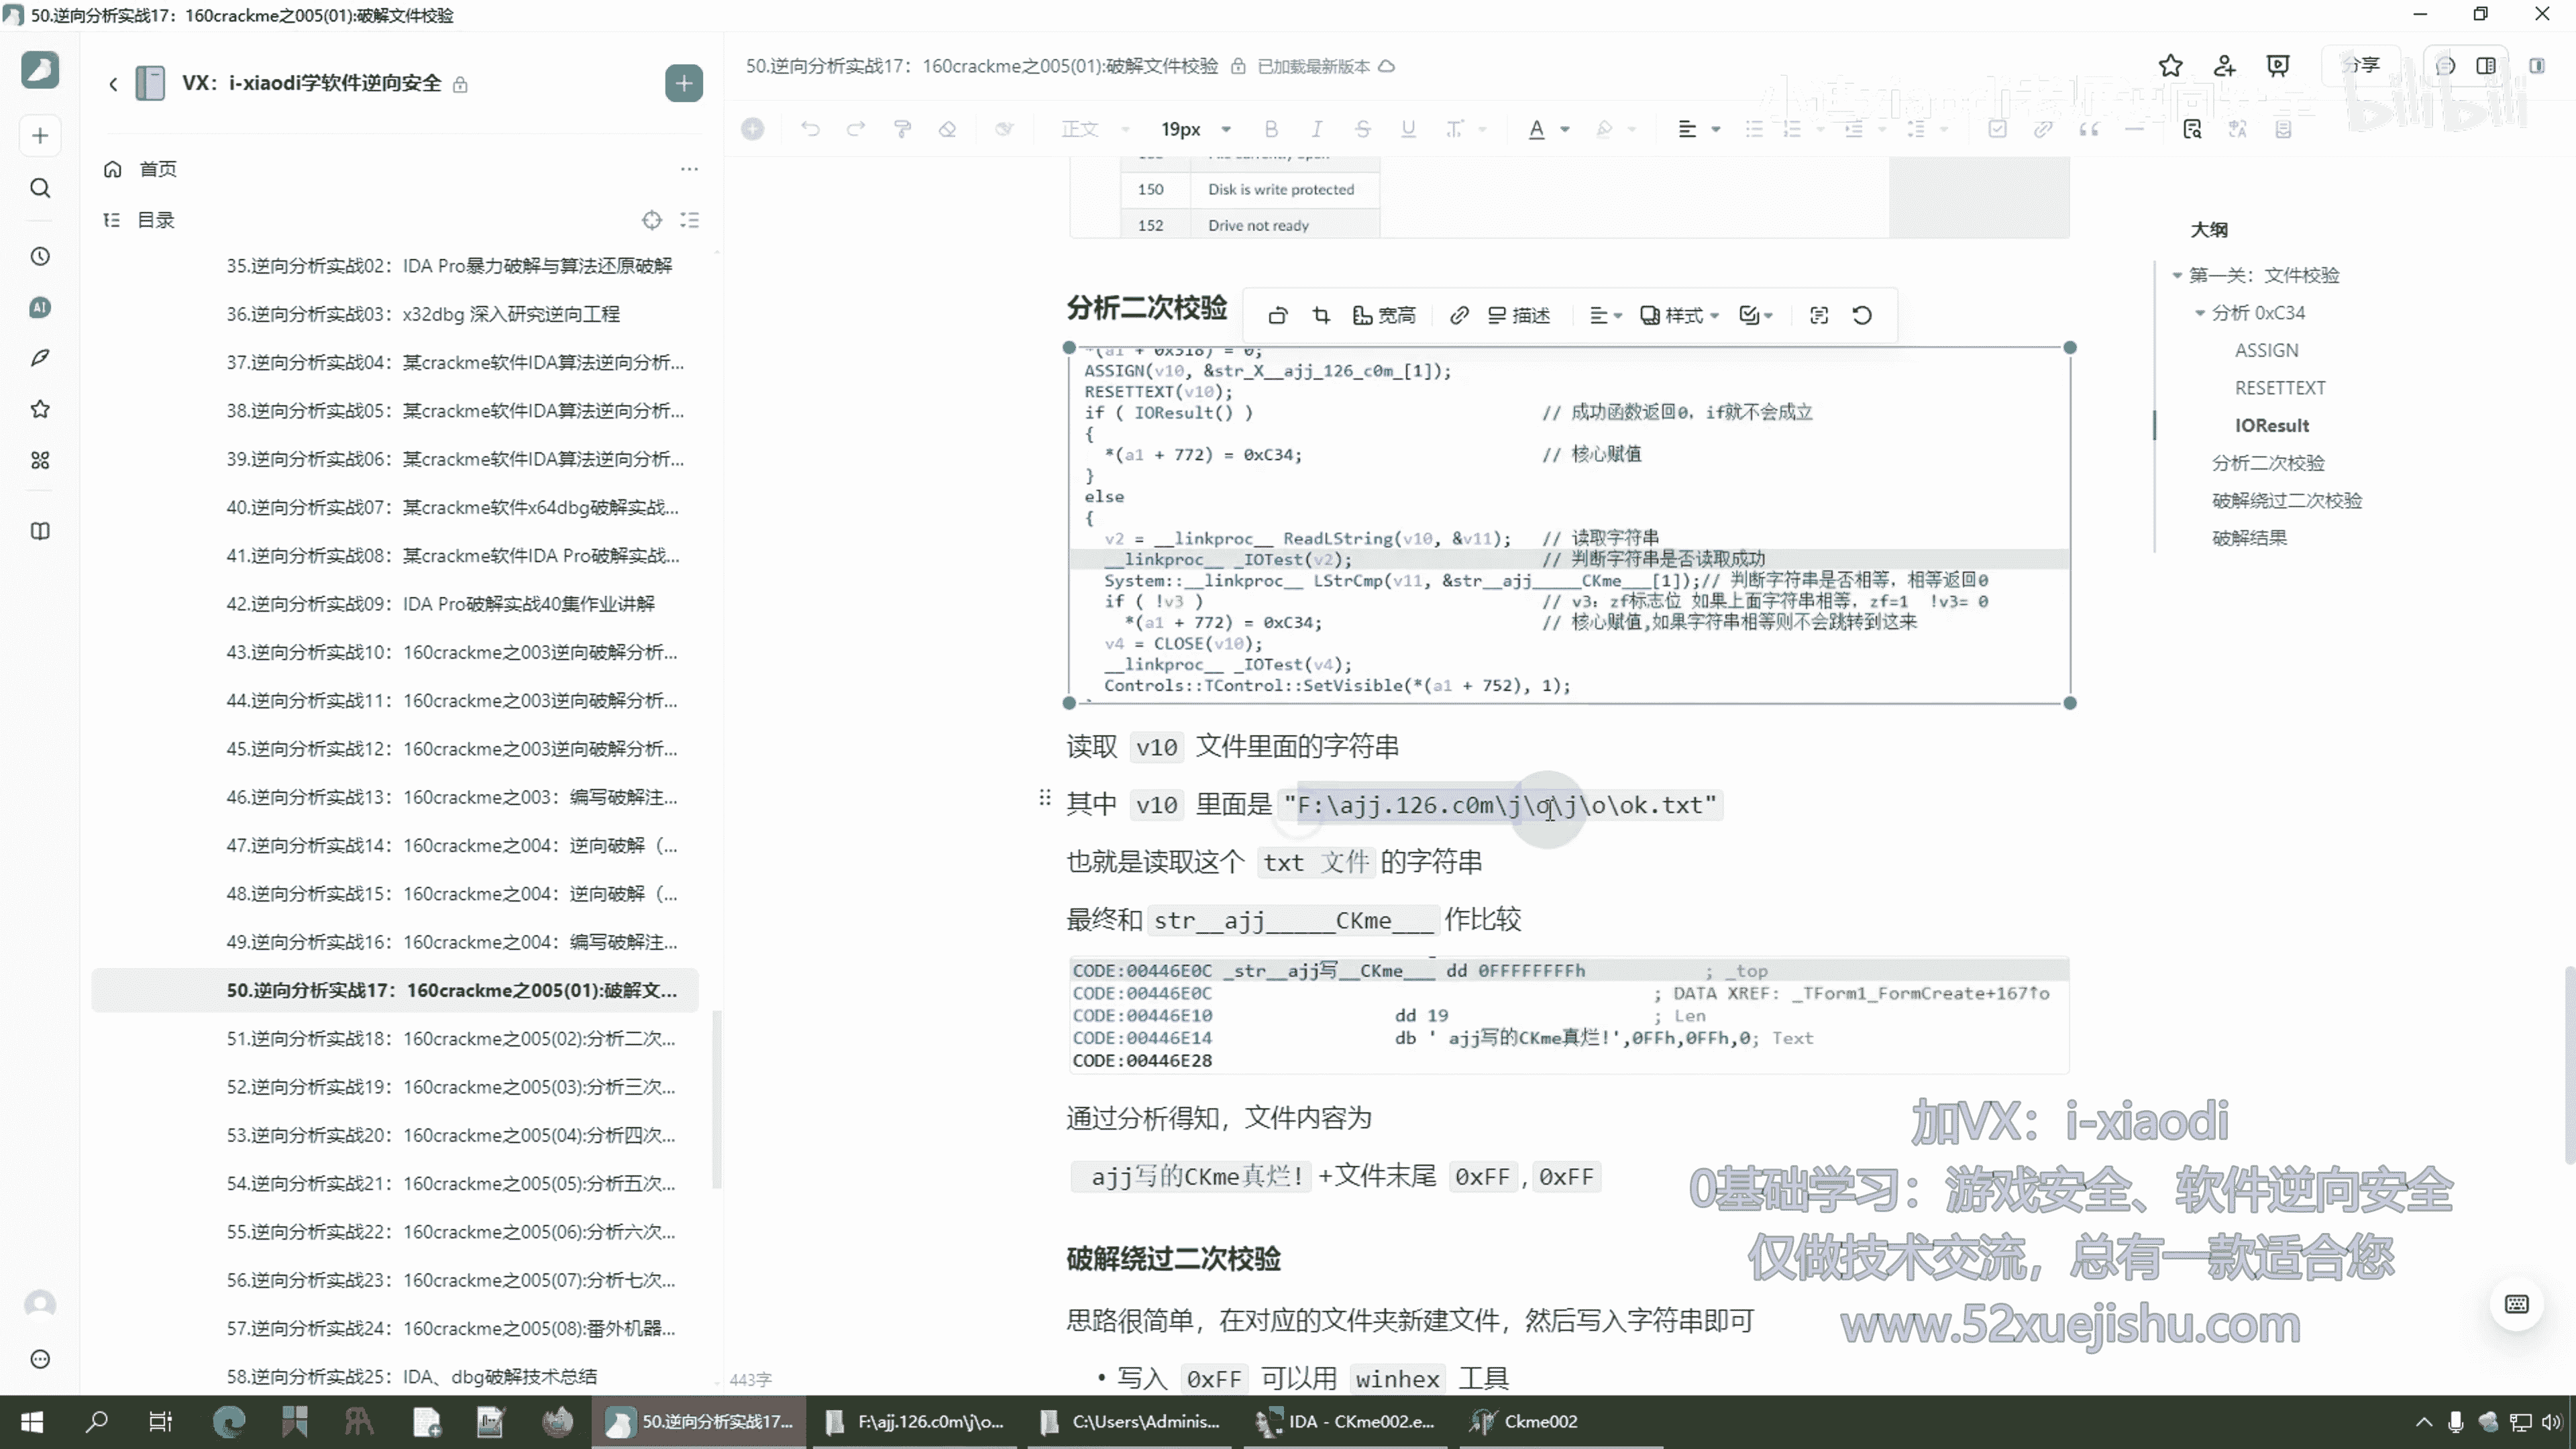 50.逆向分析实战17：160crackme之005(01):破解文件校验
VX：i-xiaodi学软件逆向安全
首页
目录
35.逆向分析实战02：IDA Pro暴力破解与算法还原破解
36.逆向分析实战03：x32dbg 深入研究逆向工程
37.逆向分析实战04：某crackme软件IDA算法逆向分析...
38.逆向分析实战05：某crackme软件IDA算法逆向分析...
39.逆向分析实战06：某crackme软件IDA算法逆向分析...
40.逆向分析实战07：某crackme软件x64dbg破解实战...
41.逆向分析实战08：某crackme软件IDA Pro破解实战...
42.逆向分析实战09：IDA Pro破解实战40集作业讲解
43.逆向分析实战10：160crackme之003逆向破解分析...
44.逆向分析实战11：160crackme之003逆向破解分析...
45.逆向分析实战12：160crackme之003逆向破解分析...
46.逆向分析实战13：160crackme之003：编写破解注...
47.逆向分析实战14：160crackme之004：逆向破解（...
48.逆向分析实战15：160crackme之004：逆向破解（...
49.逆向分析实战16：160crackme之004：编写破解注...
50.逆向分析实战17：160crackme之005(01):破解文...
51.逆向分析实战18：160crackme之005(02):分析二次...
52.逆向分析实战19：160crackme之005(03):分析三次...
53.逆向分析实战20：160crackme之005(04):分析四次...
54.逆向分析实战21：160crackme之005(05):分析五次...
55.逆向分析实战22：160crackme之005(06):分析六次...
56.逆向分析实战23：160crackme之005(07):分析七次...
57.逆向分析实战24：160crackme之005(08):番外机器...
58.逆向分析实战25：IDA、dbg破解技术总结
50.逆向分析实战17：160crackme之005(01):破解文件校验 已加载最新版本
分享
bilibili
正文 19px
150 Disk is write protected
152 Drive not ready
分析二次校验
宽高 描述 样式
*(a1 + 0x318) = 0;
ASSIGN(v10, &str_X__ajj_126_c0m_[1]);
RESETTEXT(v10);
if ( IOResult() ) // 成功函数返回0，if就不会成立
{
*(a1 + 772) = 0xC34; // 核心赋值
}
else
{
v2 = __linkproc__ ReadLString(v10, &v11); // 读取字符串
__linkproc__ _IOTest(v2); // 判断字符串是否读取成功
System::__linkproc__ LStrCmp(v11, &str__ajj_____CKme___[1]);// 判断字符串是否相等，相等返回0
if ( !v3 ) // v3：zf标志位 如果上面字符串相等，zf=1 !v3= 0
*(a1 + 772) = 0xC34; // 核心赋值,如果字符串相等则不会跳转到这来
v4 = CLOSE(v10);
__linkproc__ _IOTest(v4);
Controls::TControl::SetVisible(*(a1 + 752), 1);
读取 v10 文件里面的字符串
其中 v10 里面是 "F:\ajj.126.c0m\j\o\j\o\ok.txt"
也就是读取这个 txt 文件 的字符串
最终和 str__ajj_____CKme___ 作比较
CODE:00446E0C _str__ajj写__CKme___ dd 0FFFFFFFFh ; _top
CODE:00446E0C ; DATA XREF: _TForm1_FormCreate+167↑o
CODE:00446E10 dd 19 ; Len
CODE:00446E14 db ' ajj写的CKme真烂!',0FFh,0FFh,0; Text
CODE:00446E28
通过分析得知，文件内容为
ajj写的CKme真烂! +文件末尾 0xFF , 0xFF
破解绕过二次校验
思路很简单，在对应的文件夹新建文件，然后写入字符串即可
• 写入 0xFF 可以用 winhex 工具
443字
大纲
第一关：文件校验
分析 0xC34
ASSIGN
RESETTEXT
IOResult
分析二次校验
破解绕过二次校验
破解结果
加VX：i-xiaodi
0基础学习：游戏安全、软件逆向安全
仅做技术交流，总有一款适合您
www.52xuejishu.com
50.逆向分析实战17... F:\ajj.126.c0m\j\o... C:\Users\Adminis... IDA - CKme002.e... Ckme002